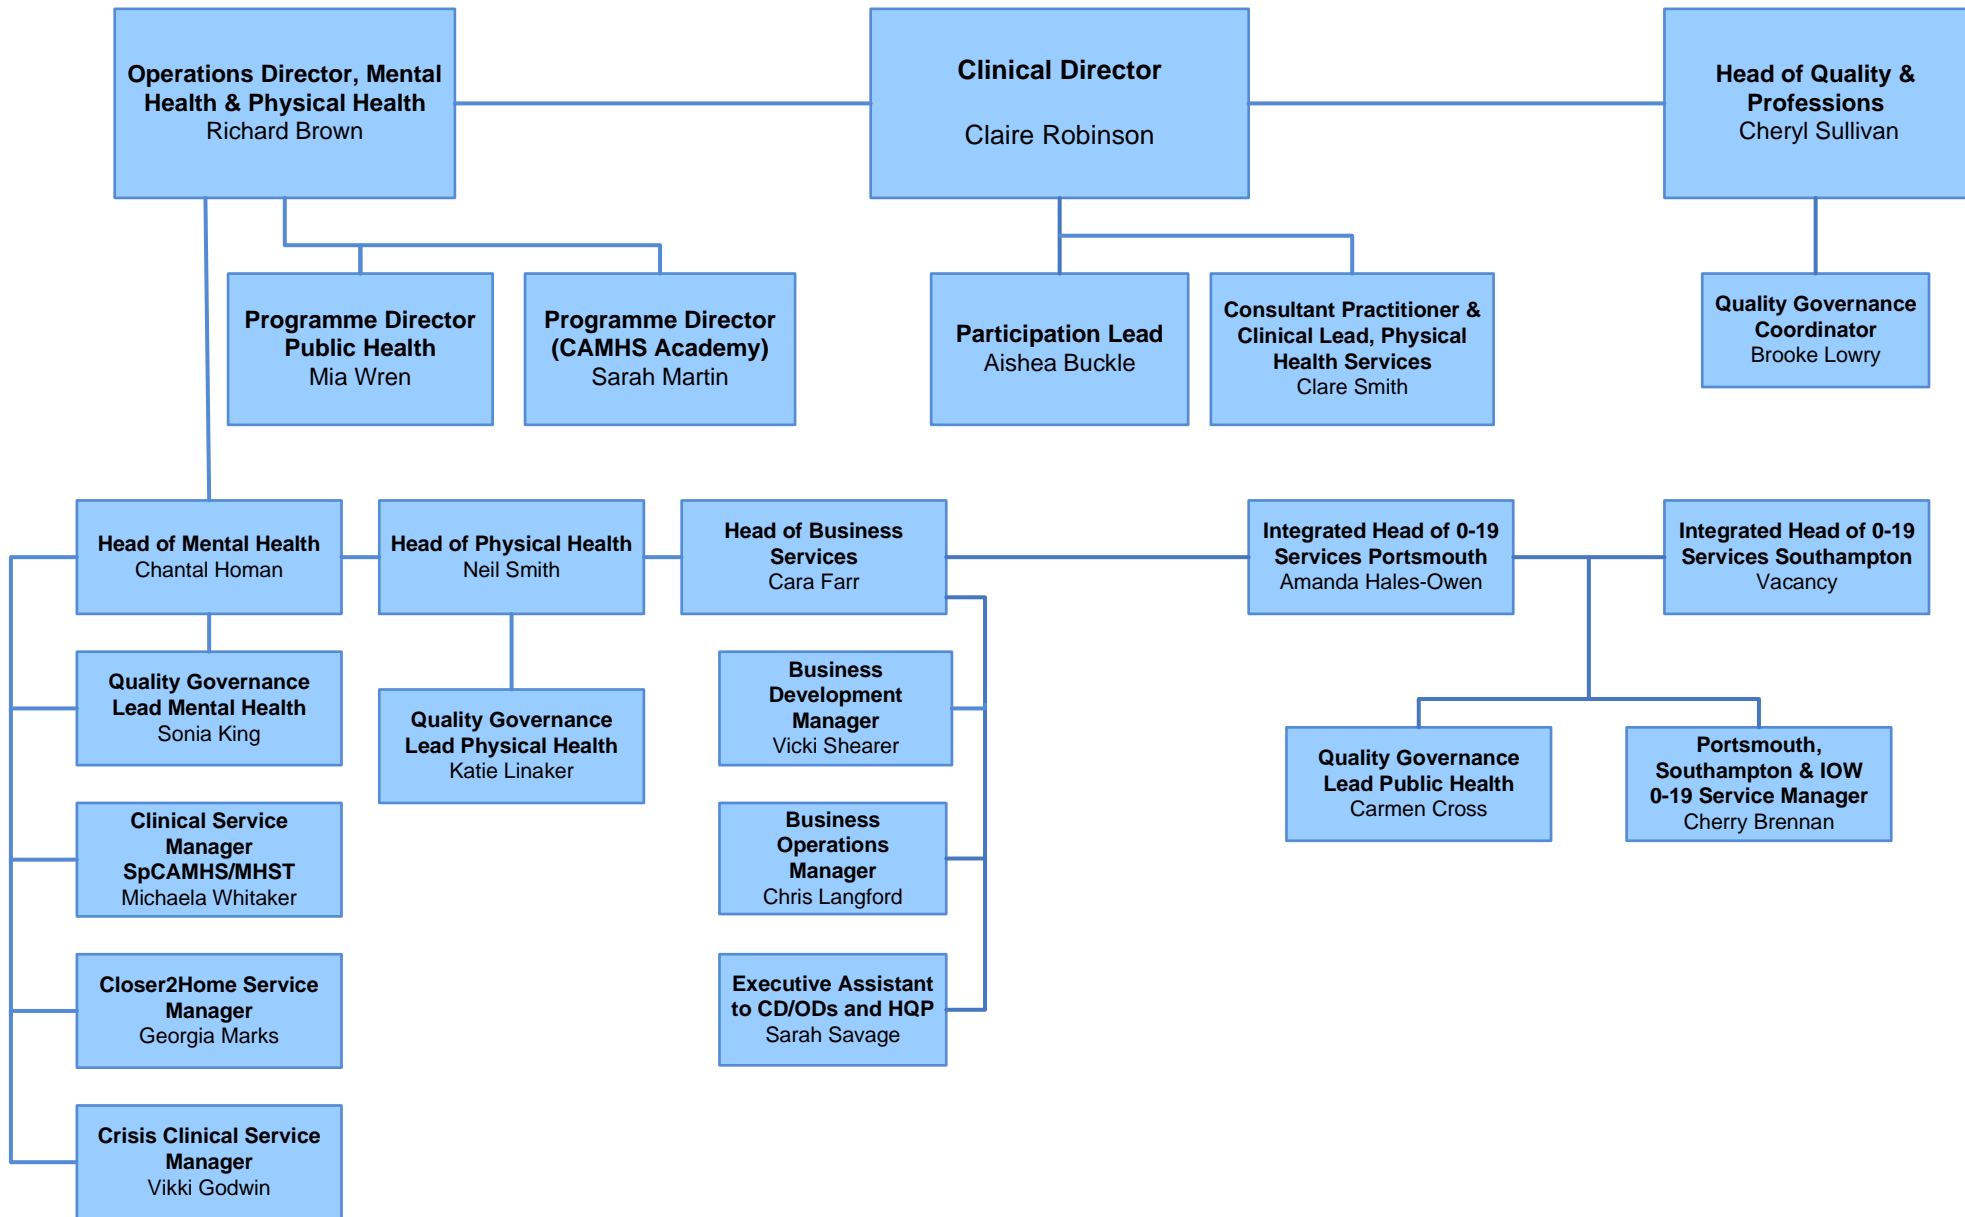 Operations Director, Mental
Health & Physical Health
Richard Brown
Clinical Director
Claire Robinson
Head of Quality &
Professions
Cheryl Sullivan
Programme Director
Public Health
Mia Wren
Programme Director
(CAMHS Academy)
Sarah Martin
Participation Lead
Aishea Buckle
Consultant Practitioner &
Clinical Lead, Physical
Health Services
Clare Smith
Quality Governance
Coordinator
Brooke Lowry
Head of Mental Health
Chantal Homan
Head of Physical Health
Neil Smith
Head of Business
Services
Cara Farr
Integrated Head of 0-19
Services Portsmouth
Amanda Hales-Owen
Integrated Head of 0-19
Services Southampton
Vacancy
Quality Governance
Lead Mental Health
Sonia King
Quality Governance
Lead Physical Health
Katie Linaker
Business
Development
Manager
Vicki Shearer
Quality Governance
Lead Public Health
Carmen Cross
Portsmouth,
Southampton & IOW
0-19 Service Manager
Cherry Brennan
Clinical Service
Manager
SpCAMHS/MHST
Michaela Whitaker
Business
Operations
Manager
Chris Langford
Closer2Home Service
Manager
Georgia Marks
Executive Assistant
to CD/ODs and HQP
Sarah Savage
Crisis Clinical Service
Manager
Vikki Godwin